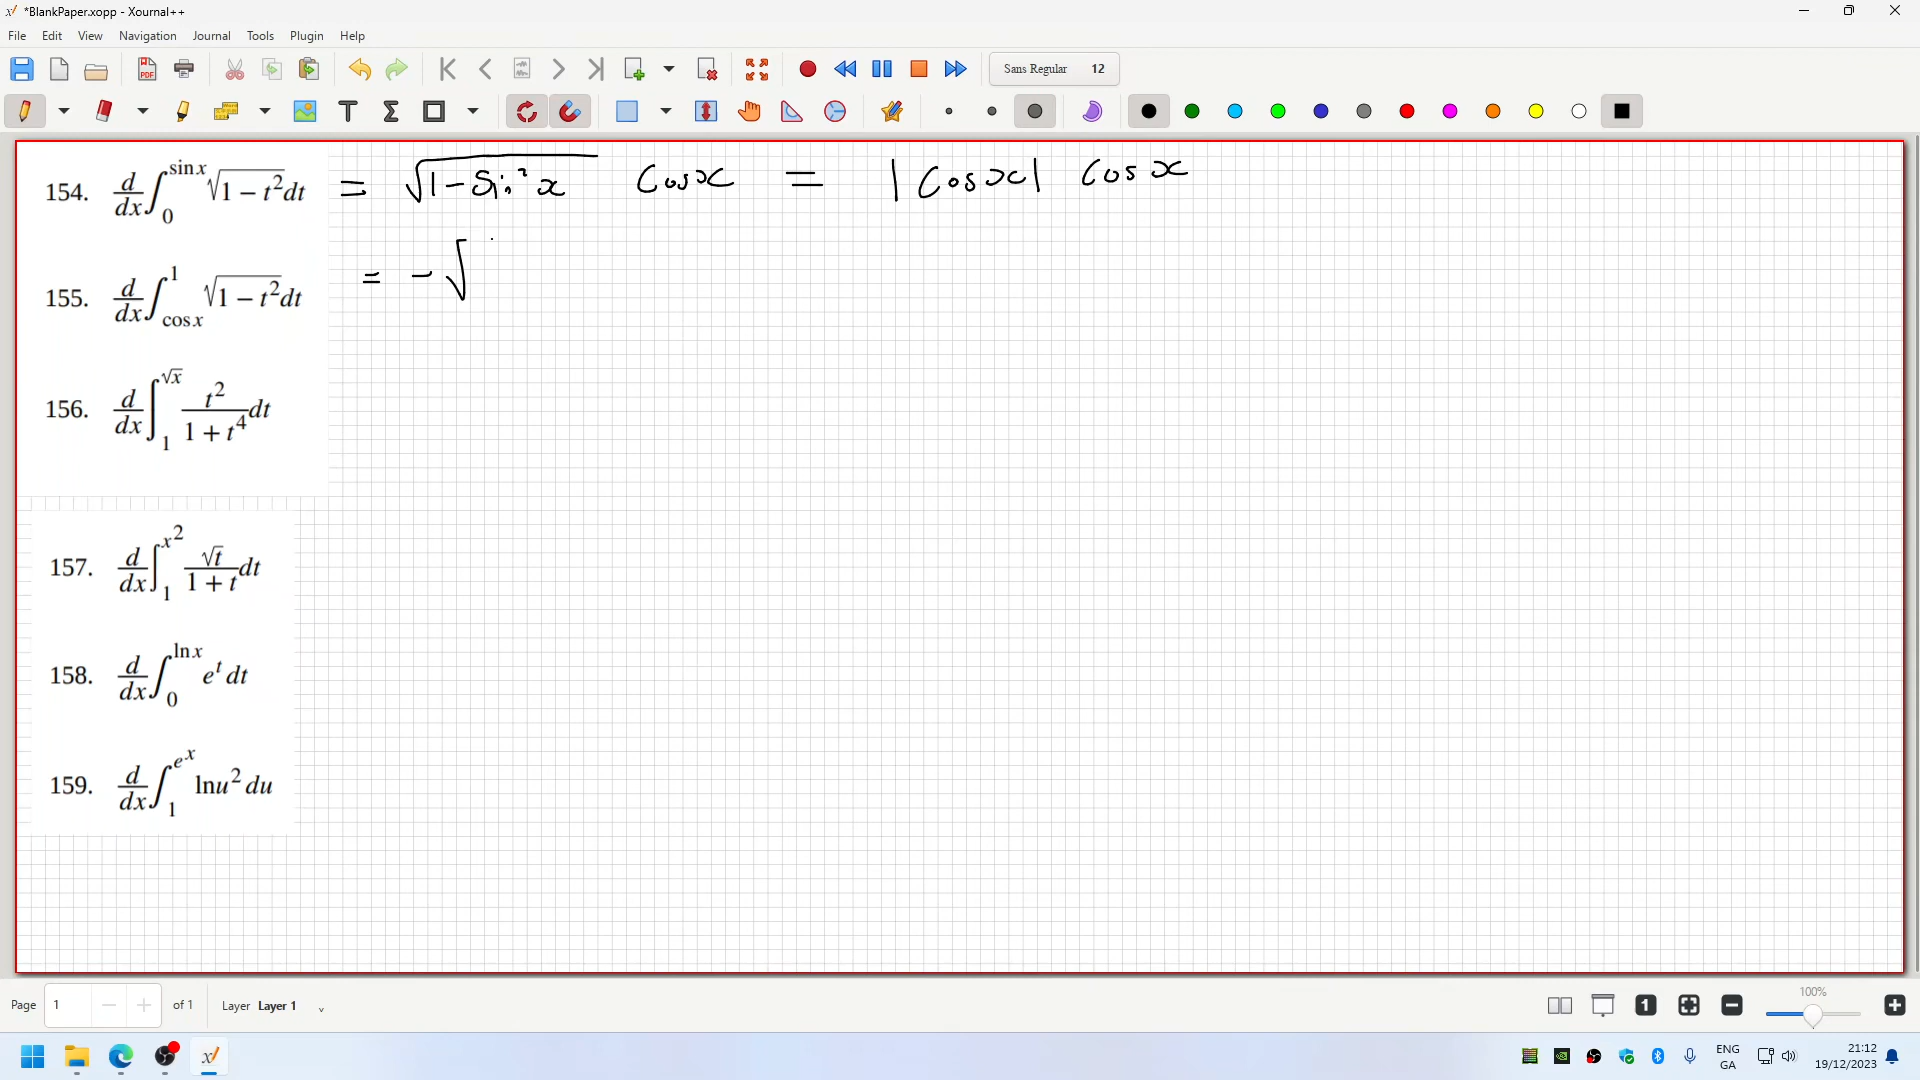 *BlankPaper.xopp - Xournal++
File Edit View Navigation Journal Tools Plugin Help
PDF
Sans Regular 12
T Σ
154. d/dx ∫_0^{sin x} √(1 − t²) dt = √(1 − Sin² x) Cos x = |Cos x| Cos x
155. d/dx ∫_{cos x}^1 √(1 − t²) dt = − √
156. d/dx ∫_1^{√x} t²/(1 + t⁴) dt
157. d/dx ∫_1^{x²} √t/(1 + t) dt
158. d/dx ∫_0^{ln x} e^t dt
159. d/dx ∫_1^{e^x} ln u² du
Page 1 of 1 Layer Layer 1
1
100%
ENG
GA
21:12
19/12/2023